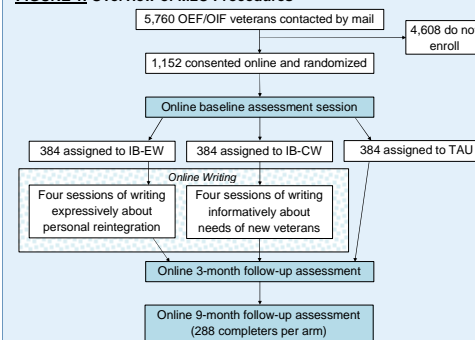 5,760 OEF/OIF veterans contacted by mail
4,608 do not
enroll
1,152 consented online and randomized
Online baseline assessment session
384 assigned to IB-EW
384 assigned to IB-CW
384 assigned to TAU
Online Writing
Four sessions of writing
expressively about
personal reintegration
Four sessions of writing
informatively about
needs of new veterans
Online 3-month follow-up assessment
Online 9-month follow-up assessment
(288 completers per arm)